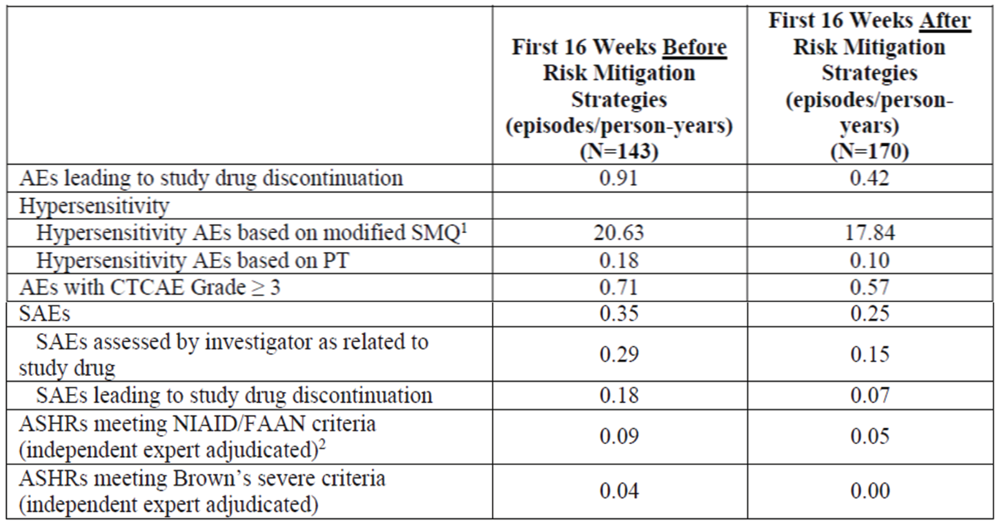 First 16 Weeks Before
Risk Mitigation
Strategies
(episodes/person-years)
(N=143)
First 16 Weeks After
Risk Mitigation
Strategies
(episodes/person-
years)
(N=170)
AEs leading to study drug discontinuation 0.91 0.42
Hypersensitivity
Hypersensitivity AEs based on modified SMQ¹ 20.63 17.84
Hypersensitivity AEs based on PT 0.18 0.10
AEs with CTCAE Grade ≥ 3 0.71 0.57
SAEs 0.35 0.25
SAEs assessed by investigator as related to
study drug 0.29 0.15
SAEs leading to study drug discontinuation 0.18 0.07
ASHRs meeting NIAID/FAAN criteria
(independent expert adjudicated)² 0.09 0.05
ASHRs meeting Brown's severe criteria
(independent expert adjudicated) 0.04 0.00